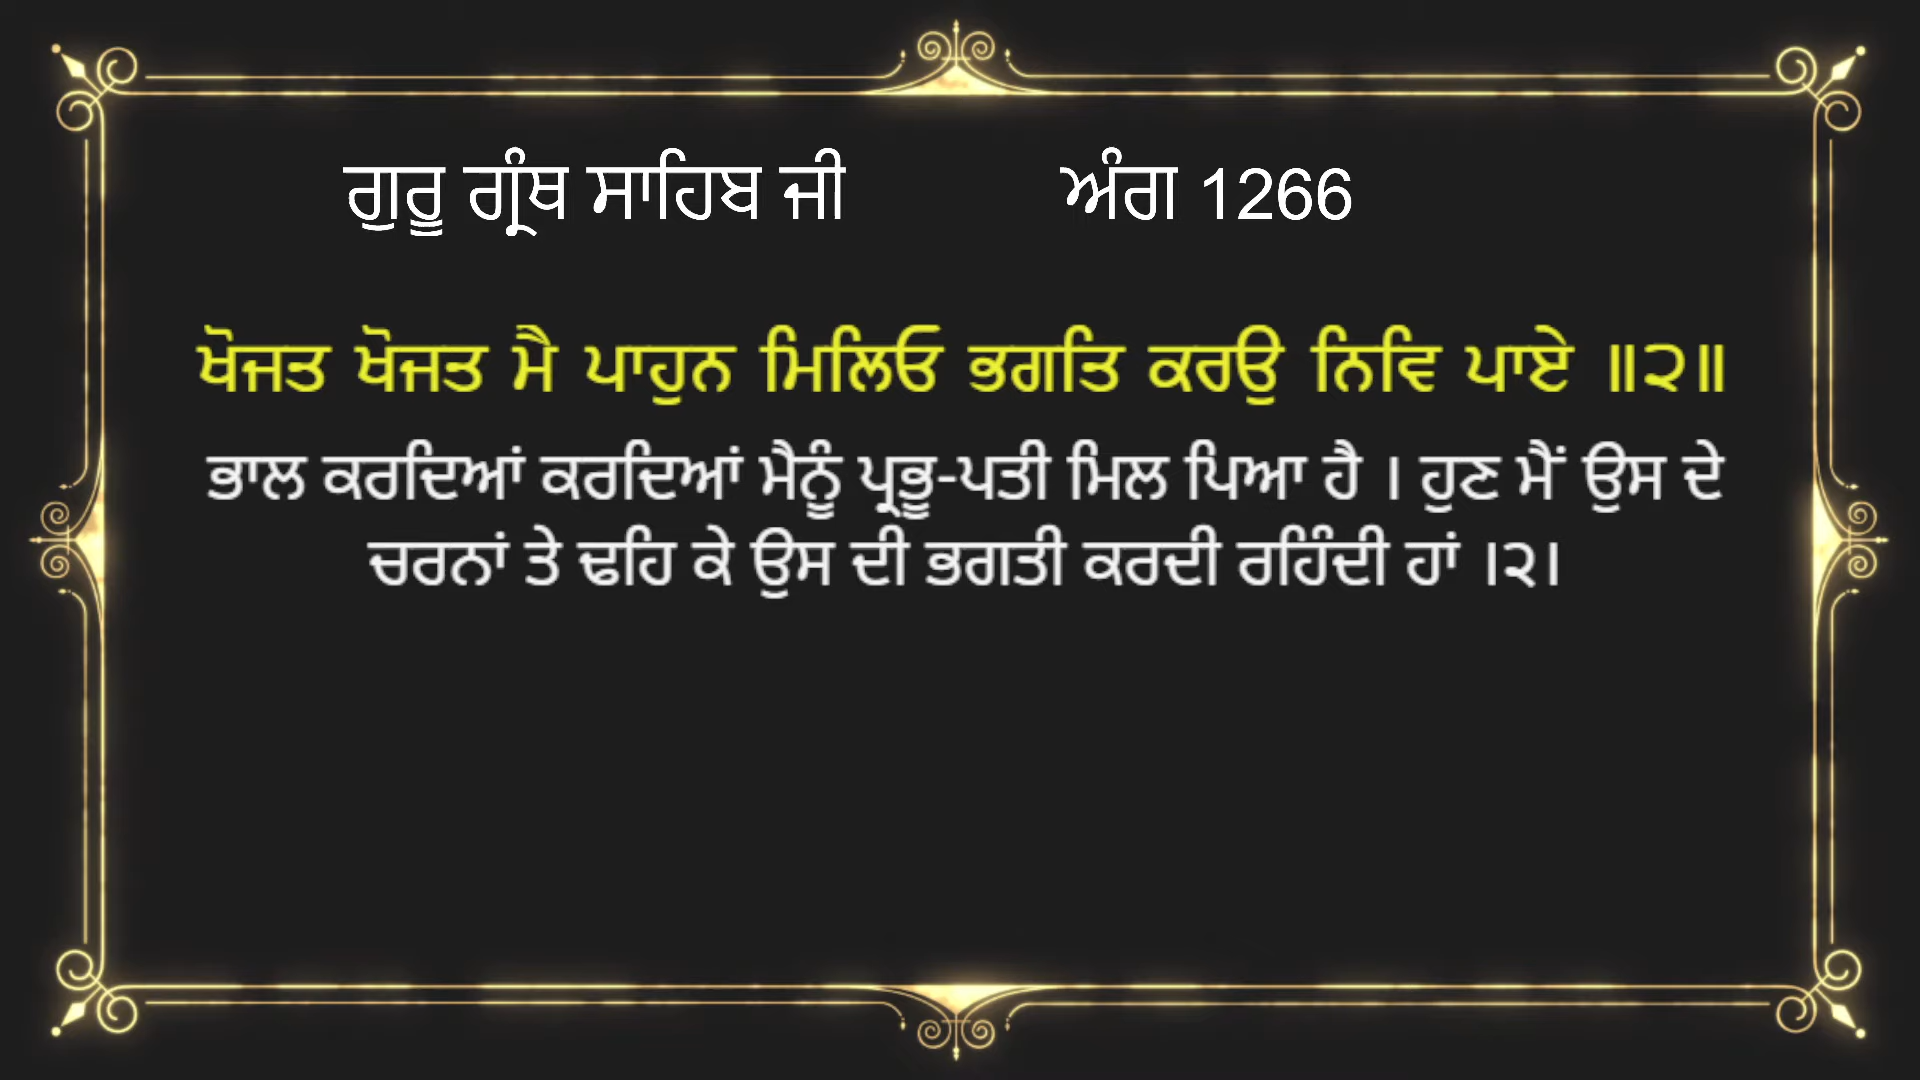 ਗੁਰੂ ਗ੍ਰੰਥ ਸਾਹਿਬ ਜੀ ਅੰਗ 1266
ਖੋਜਤ ਖੋਜਤ ਮੈ ਪਾਹੁਨ ਮਿਲਿਓ ਭਗਤਿ ਕਰਉ ਨਿਵਿ ਪਾਏ ॥੨॥
ਭਾਲ ਕਰਦਿਆਂ ਕਰਦਿਆਂ ਮੈਨੂੰ ਪ੍ਰਭੂ-ਪਤੀ ਮਿਲ ਪਿਆ ਹੈ । ਹੁਣ ਮੈਂ ਉਸ ਦੇ
ਚਰਨਾਂ ਤੇ ਢਹਿ ਕੇ ਉਸ ਦੀ ਭਗਤੀ ਕਰਦੀ ਰਹਿੰਦੀ ਹਾਂ ।੨।